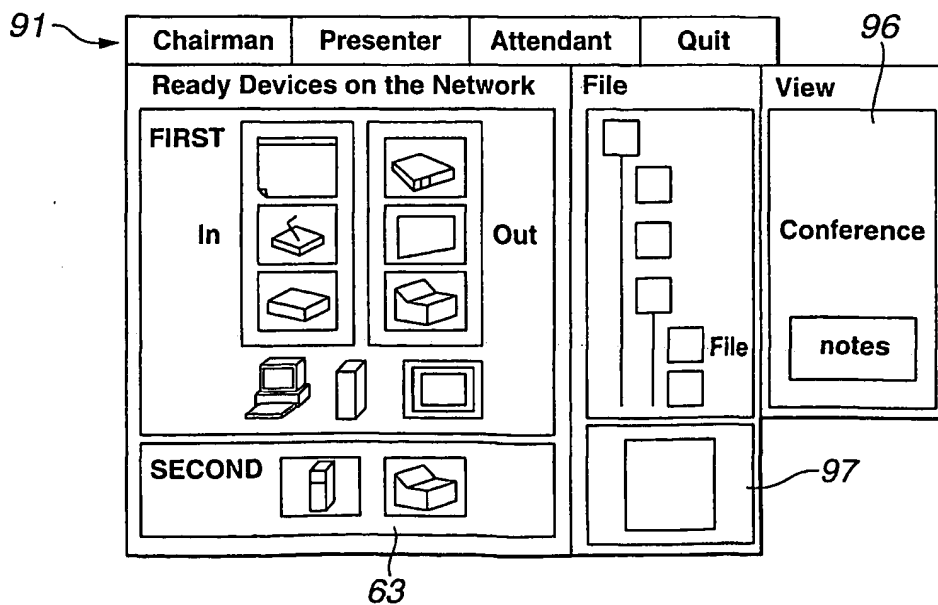 91
Chairman Presenter Attendant Quit
96
Ready Devices on the Network File View
FIRST
In Out
Conference
File
notes
SECOND
97
63